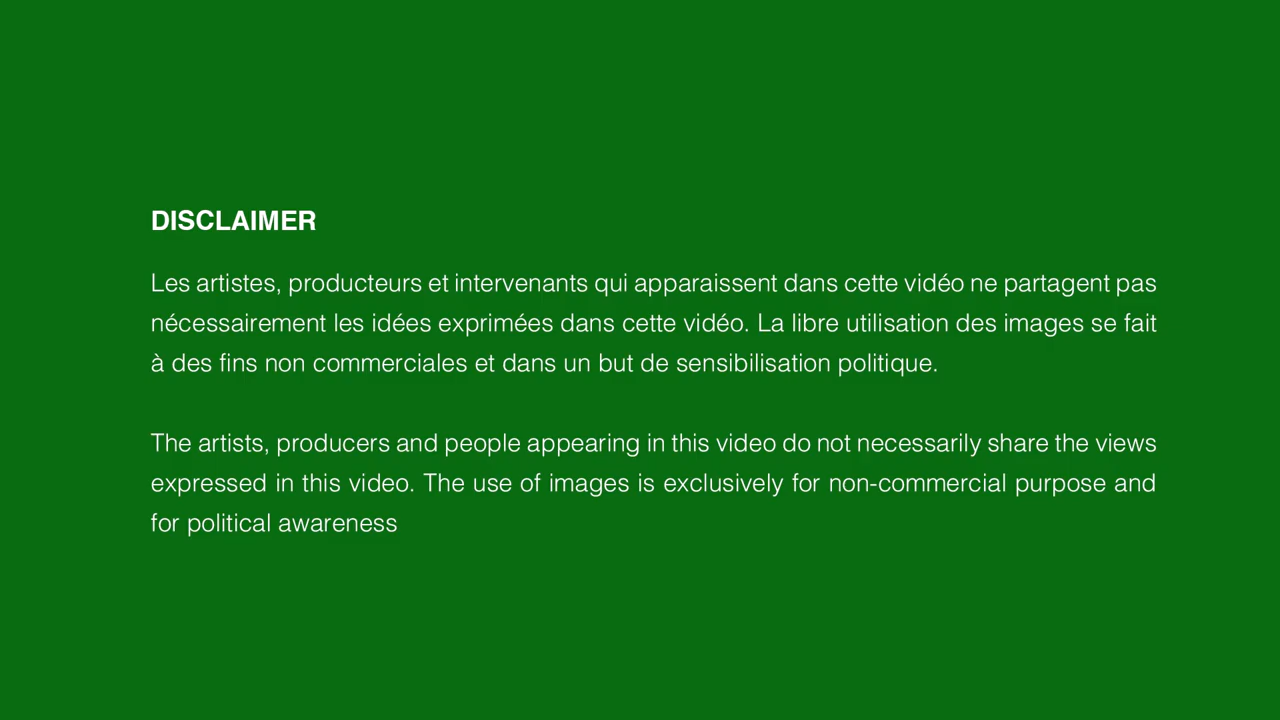 DISCLAIMER
Les artistes, producteurs et intervenants qui apparaissent dans cette vidéo ne partagent pas
nécessairement les idées exprimées dans cette vidéo. La libre utilisation des images se fait
à des fins non commerciales et dans un but de sensibilisation politique.
The artists, producers and people appearing in this video do not necessarily share the views
expressed in this video. The use of images is exclusively for non-commercial purpose and
for political awareness